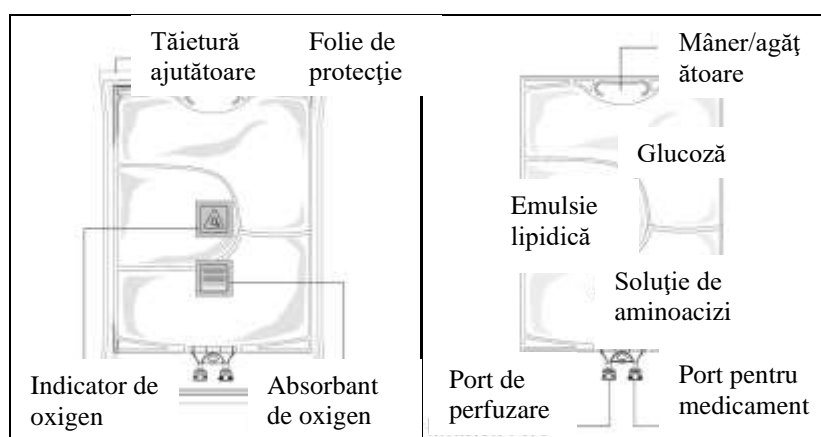 Tăietură
ajutătoare
Folie de
protecţie
Indicator de
oxigen
Absorbant
de oxigen
Mâner/agăţ
ătoare
Glucoză
Emulsie
lipidică
Soluţie de
aminoacizi
Port de
perfuzare
Port pentru
medicament